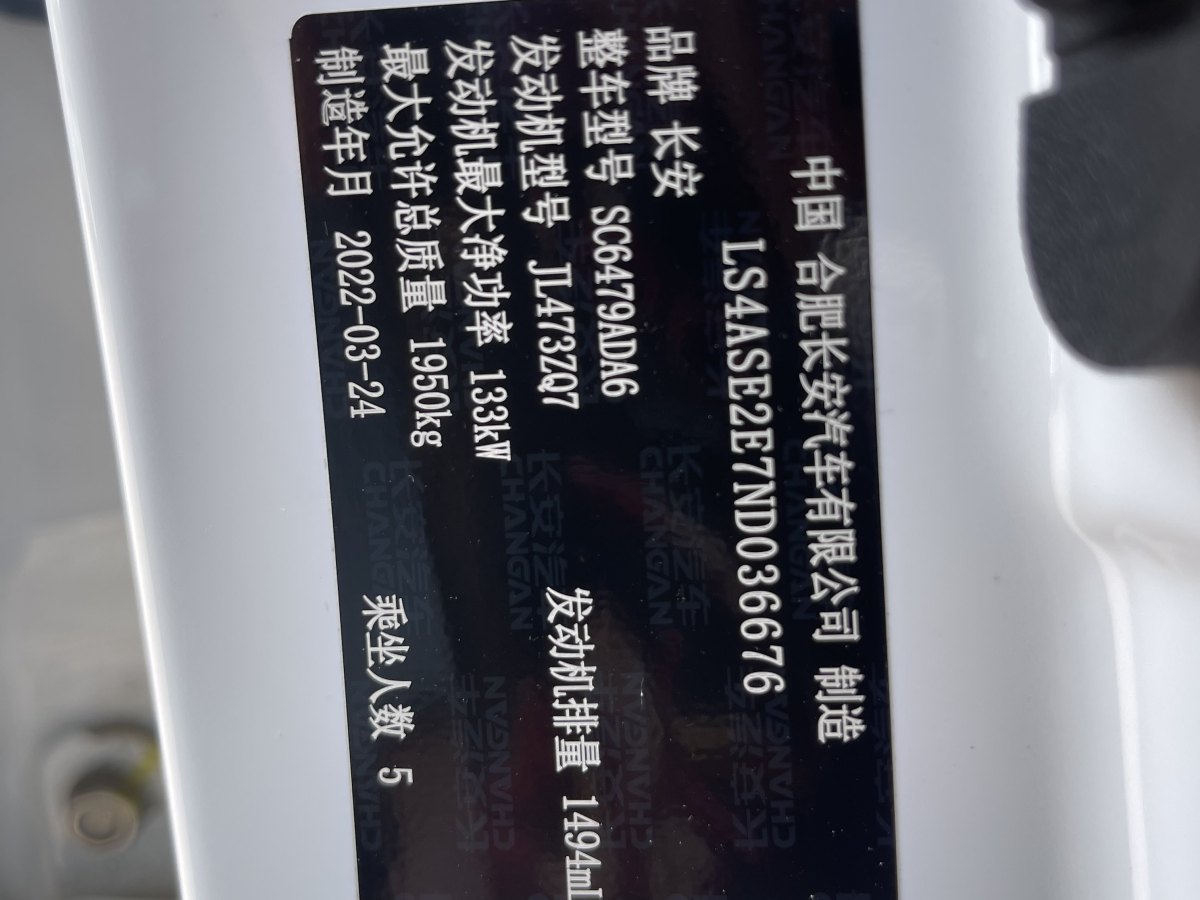 中国 合肥长安汽车有限公司 制造
LS4ASE2E7ND036676
品牌 长安
整车型号 SC6479ADA6
发动机型号 JL473ZQ7 发动机排量 1494ml
发动机最大净功率 133kW
最大允许总质量 1950kg
制造年月 2022-03-24 乘坐人数 5